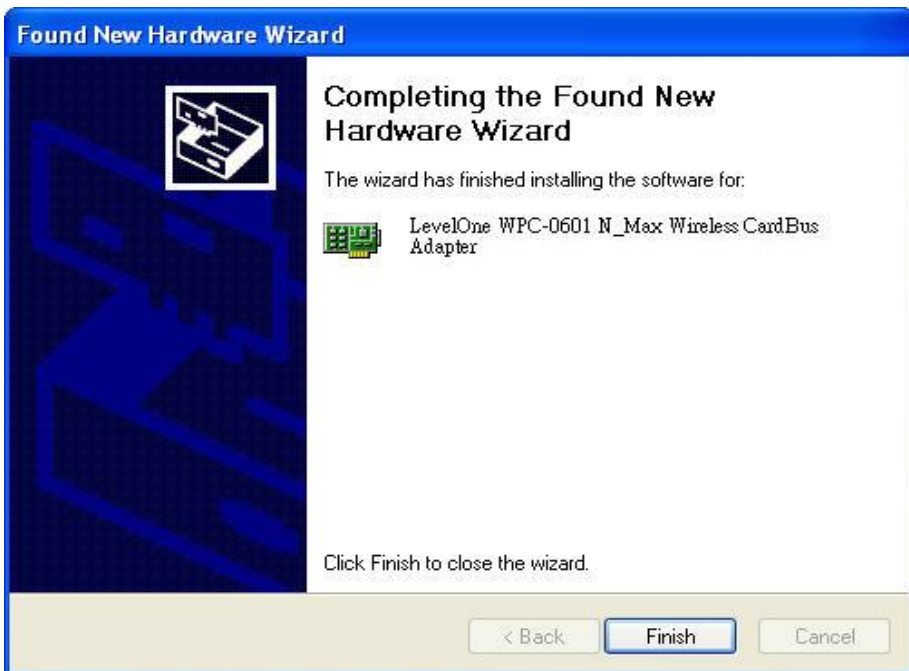 Found New Hardware Wizard
Completing the Found New
Hardware Wizard
The wizard has finished installing the software for:
LevelOne WPC-0601 N_Max Wireless CardBus
Adapter
Click Finish to close the wizard.
< Back
Finish
Cancel